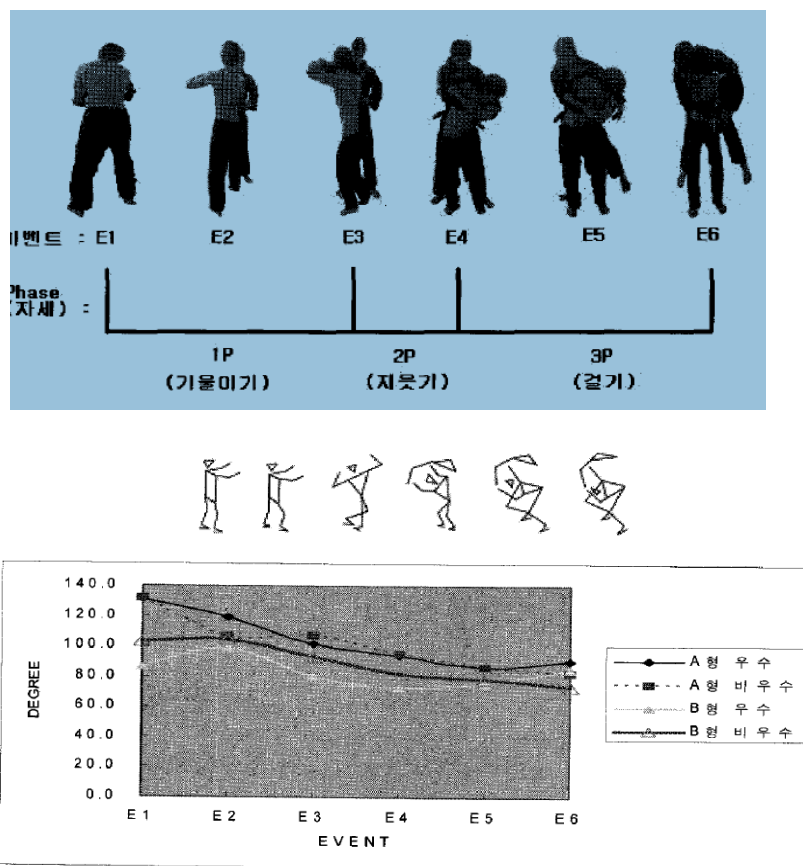 이벤트 : E1 E2 E3 E4 E5 E6
Phase
(자세) :
1P 2P 3P
(기울이기) (지웃기) (걸기)
140.0
120.0
100.0
80.0
60.0
40.0
20.0
0.0
DEGREE
E1 E2 E3 E4 E5 E6
EVENT
A형 우수
A형 비우수
B형 우수
B형 비우수